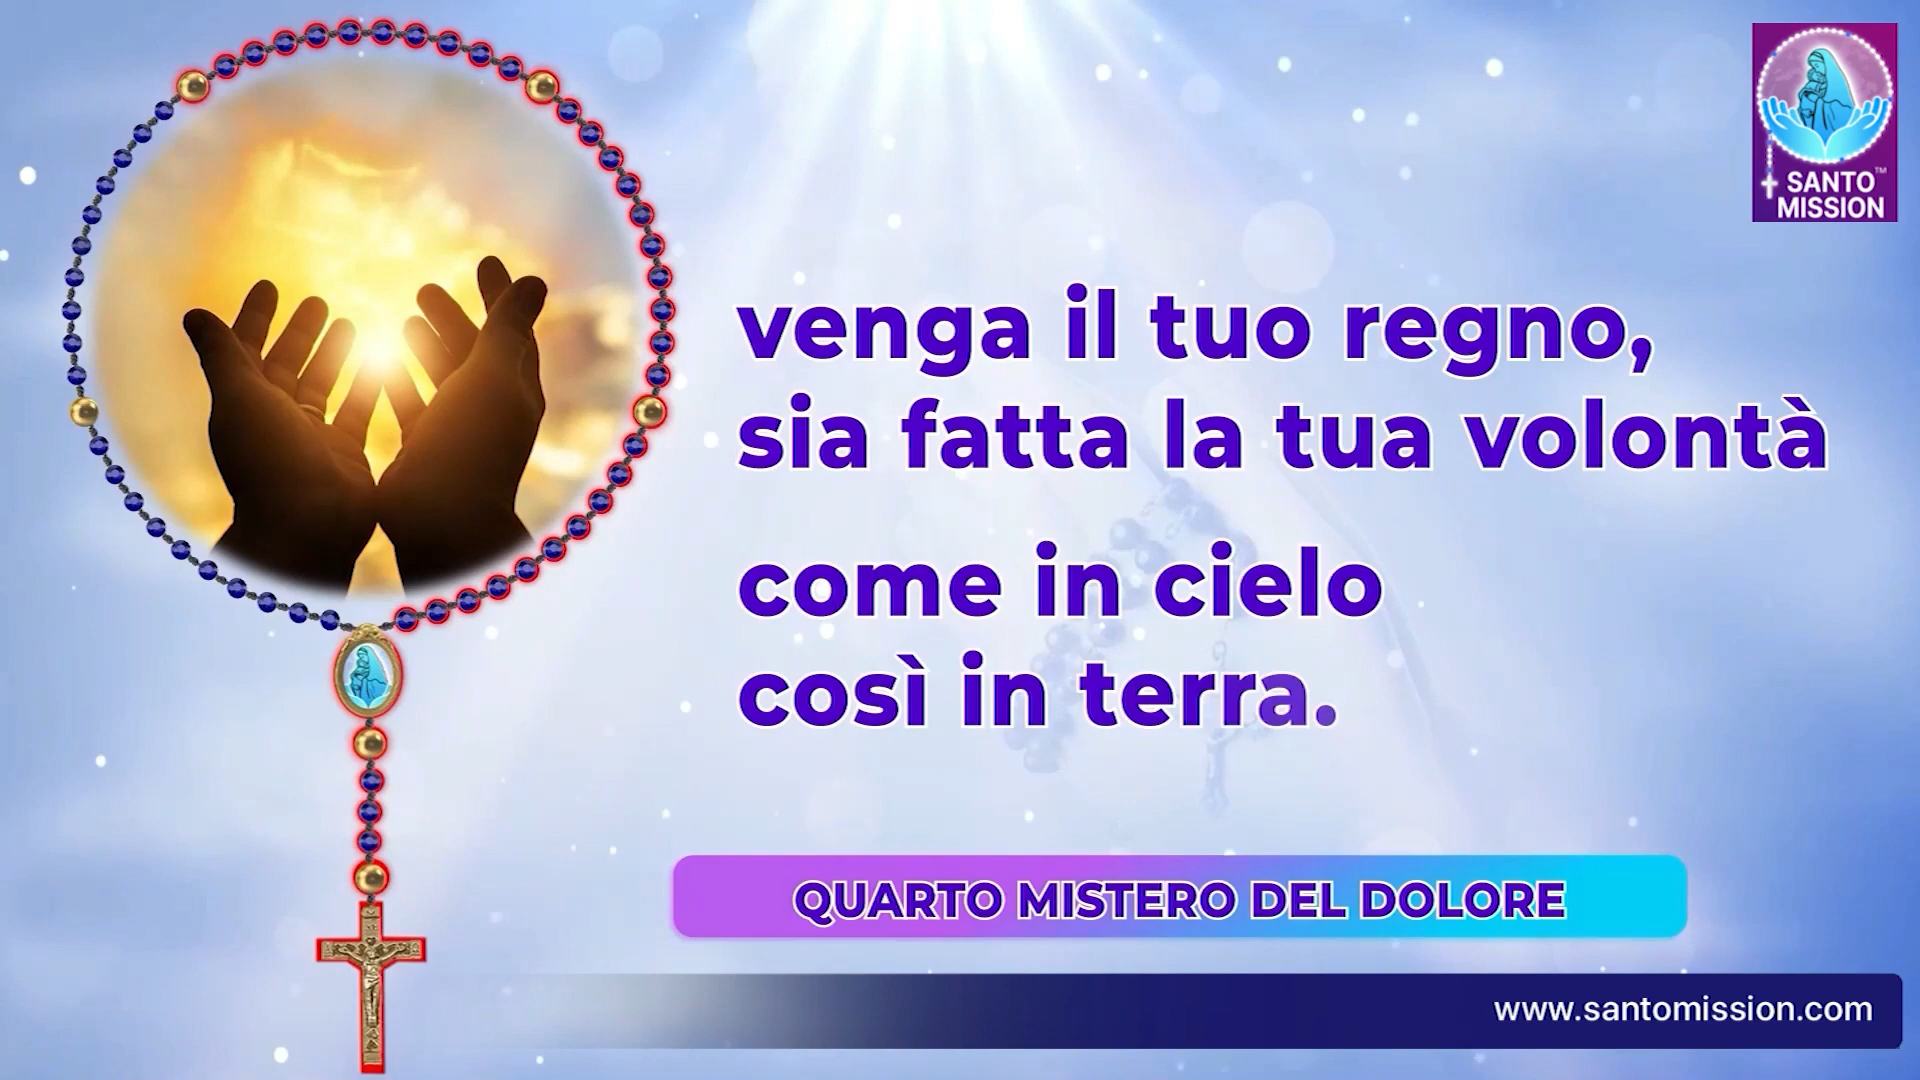 SANTO™
MISSION
venga il tuo regno,
sia fatta la tua volontà
come in cielo
così in terra.
QUARTO MISTERO DEL DOLORE
www.santomission.com